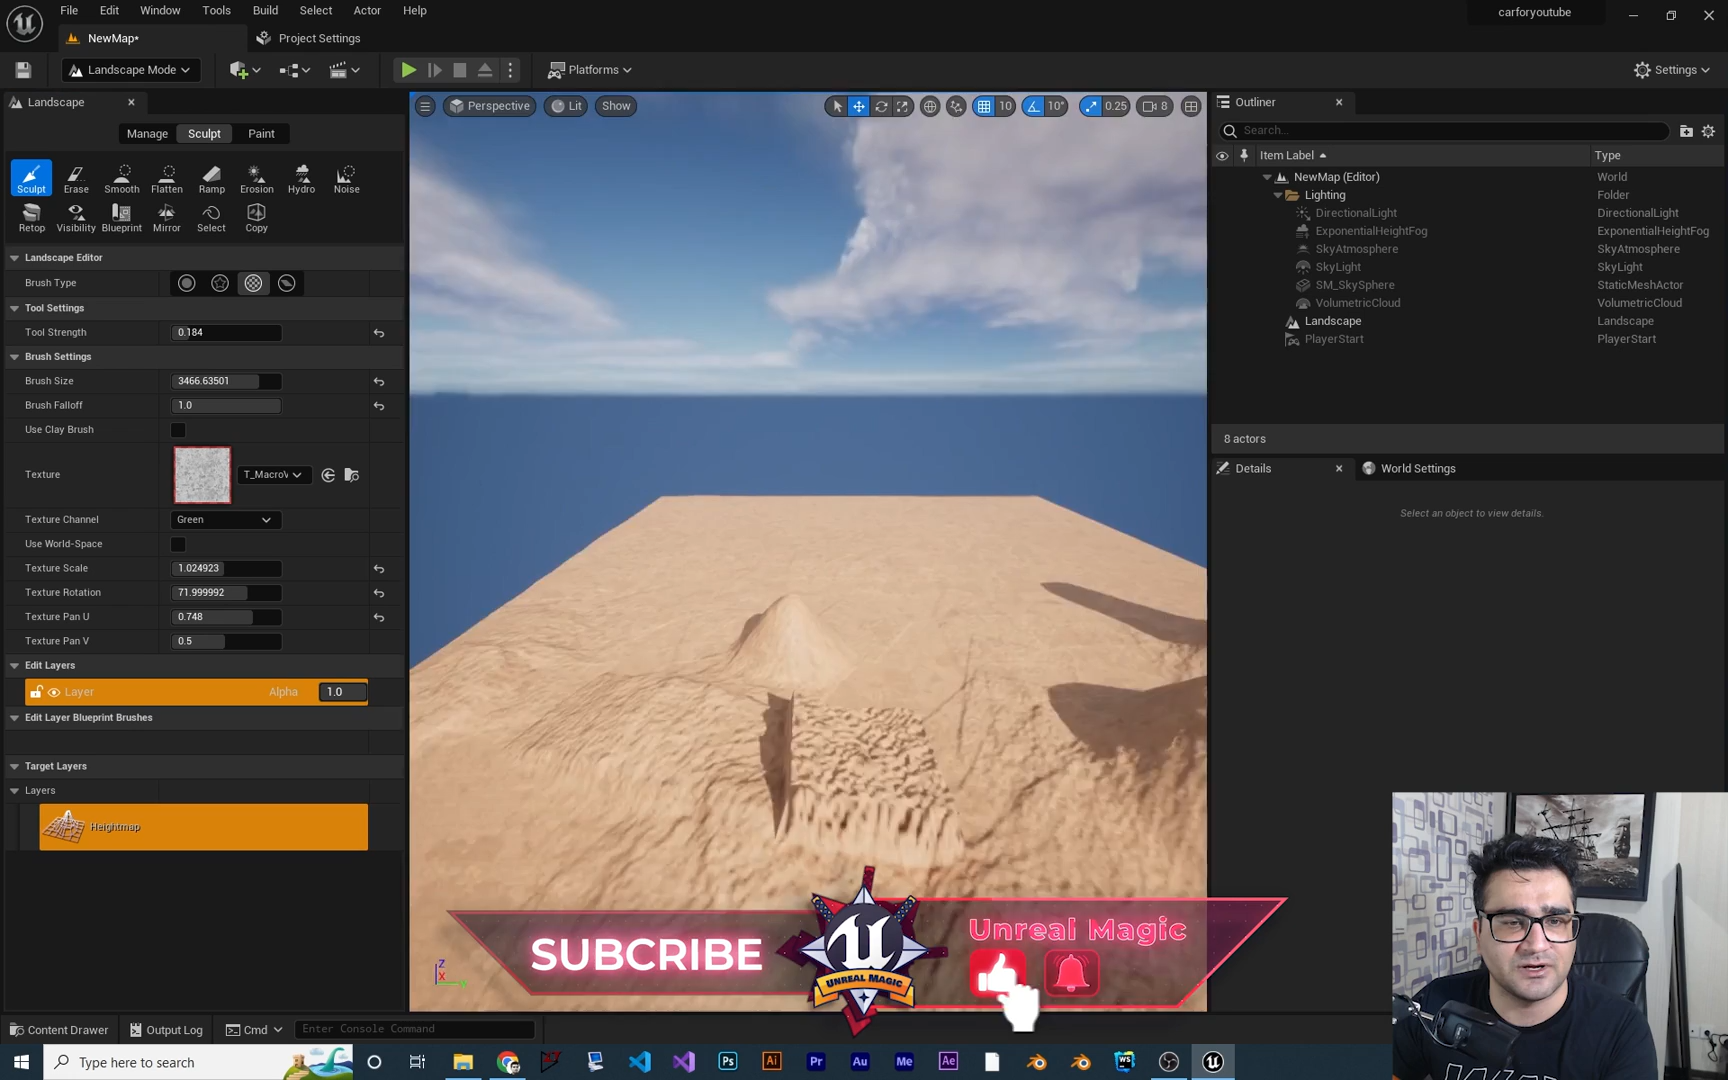 File Edit Window Tools Build Select Actor Help
carforyoutube
NewMap*
Project Settings
Landscape Mode
Platforms
Settings
Landscape
Manage Sculpt Paint
Sculpt Erase Smooth Flatten Ramp Erosion Hydro Noise
Retop Visibility Blueprint Mirror Select Copy
Landscape Editor
Brush Type
Tool Settings
Tool Strength 0.184
Brush Settings
Brush Size 3466.63501
Brush Falloff 1.0
Use Clay Brush
Texture T_MacroV
Texture Channel Green
Use World-Space
Texture Scale 1.024923
Texture Rotation 71.999992
Texture Pan U 0.748
Texture Pan V 0.5
Edit Layers
Layer Alpha 1.0
Edit Layer Blueprint Brushes
Target Layers
Layers
Heightmap
Perspective Lit Show
10 10° 0.25 8
Z
X
SUBCRIBE
UNREAL MAGIC
Unreal Magic
Outliner
Search...
Item Label Type
NewMap (Editor) World
Lighting Folder
DirectionalLight DirectionalLight
ExponentialHeightFog ExponentialHeightFog
SkyAtmosphere SkyAtmosphere
SkyLight SkyLight
SM_SkySphere StaticMeshActor
VolumetricCloud VolumetricCloud
Landscape Landscape
PlayerStart PlayerStart
8 actors
Details
World Settings
Select an object to view details.
Content Drawer Output Log Cmd Enter Console Command
Type here to search
Ps Ai Pr Au Me Ae WS